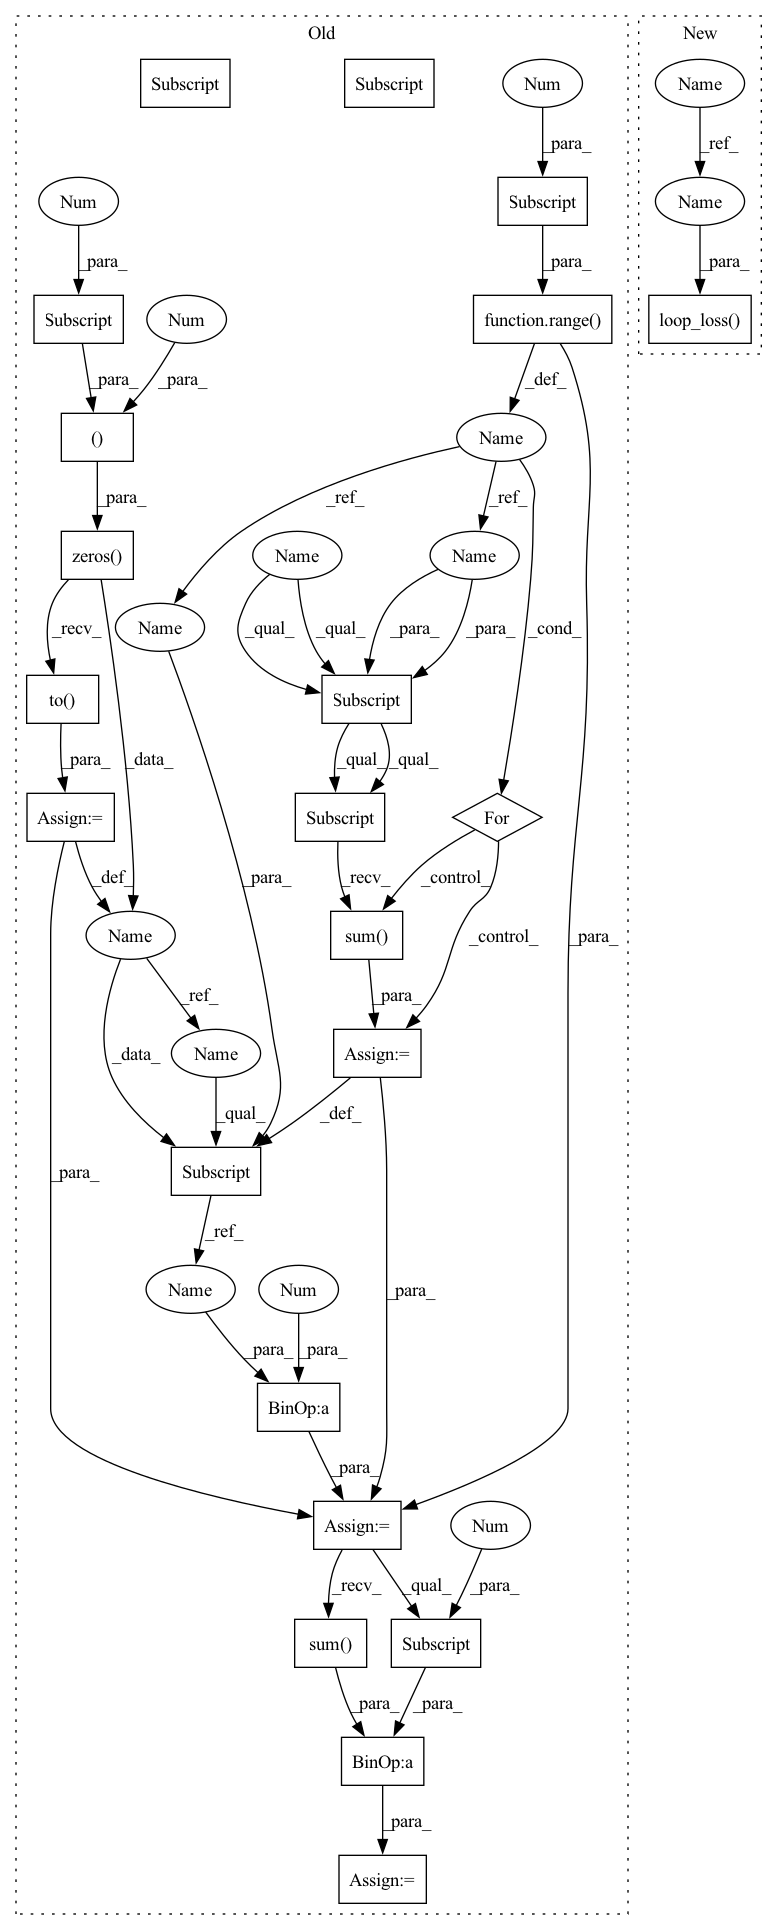 Old
New
Subscript
Subscript
Num
Name
_para_
_ref_
Num
Subscript
Name
_para_
_para_
_para_
Subscript
Num
function.range()
loop_loss()
_para_
_para_
_def_
()
Name
_para_
_ref_
_ref_
zeros()
Name
Name
_recv_
Name
_qual_
_qual_
_para_
_para_
_cond_
to()
Subscript
_para_
_data_
_qual_
_qual_
Assign:=
Subscript
For
_def_
_para_
_recv_
_control_
Name
sum()
_control_
_para_
_ref_
_para_
_data_
Name
Assign:=
_qual_
_def_
_para_
Subscript
_ref_
_para_
Name
Num
_para_
_para_
BinOp:a
_para_
Assign:=
Num
_recv_
_qual_
_para_
sum()
Subscript
_para_
_para_
BinOp:a
_para_
Assign:=